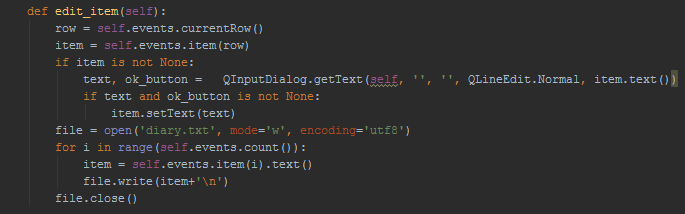 def edit_item(self):
    row = self.events.currentRow()
    item = self.events.item(row)
    if item is not None:
        text, ok_button =   QInputDialog.getText(self, '', '', QLineEdit.Normal, item.text())
        if text and ok_button is not None:
            item.setText(text)
    file = open('diary.txt', mode='w', encoding='utf8')
    for i in range(self.events.count()):
        item = self.events.item(i).text()
        file.write(item+'\n')
    file.close()